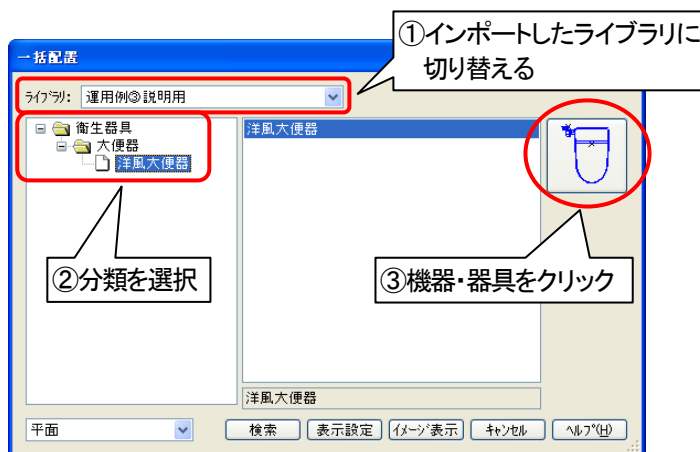 ①インポートしたライブラリに
切り替える
一括配置
ﾗｲﾌﾞﾗﾘ: 運用例③説明用
衛生器具
大便器
洋風大便器
洋風大便器
②分類を選択
③機器・器具をクリック
洋風大便器
平面
検索 表示設定 ｲﾒｰｼﾞ表示 ｷｬﾝｾﾙ ﾍﾙﾌﾟ(H)